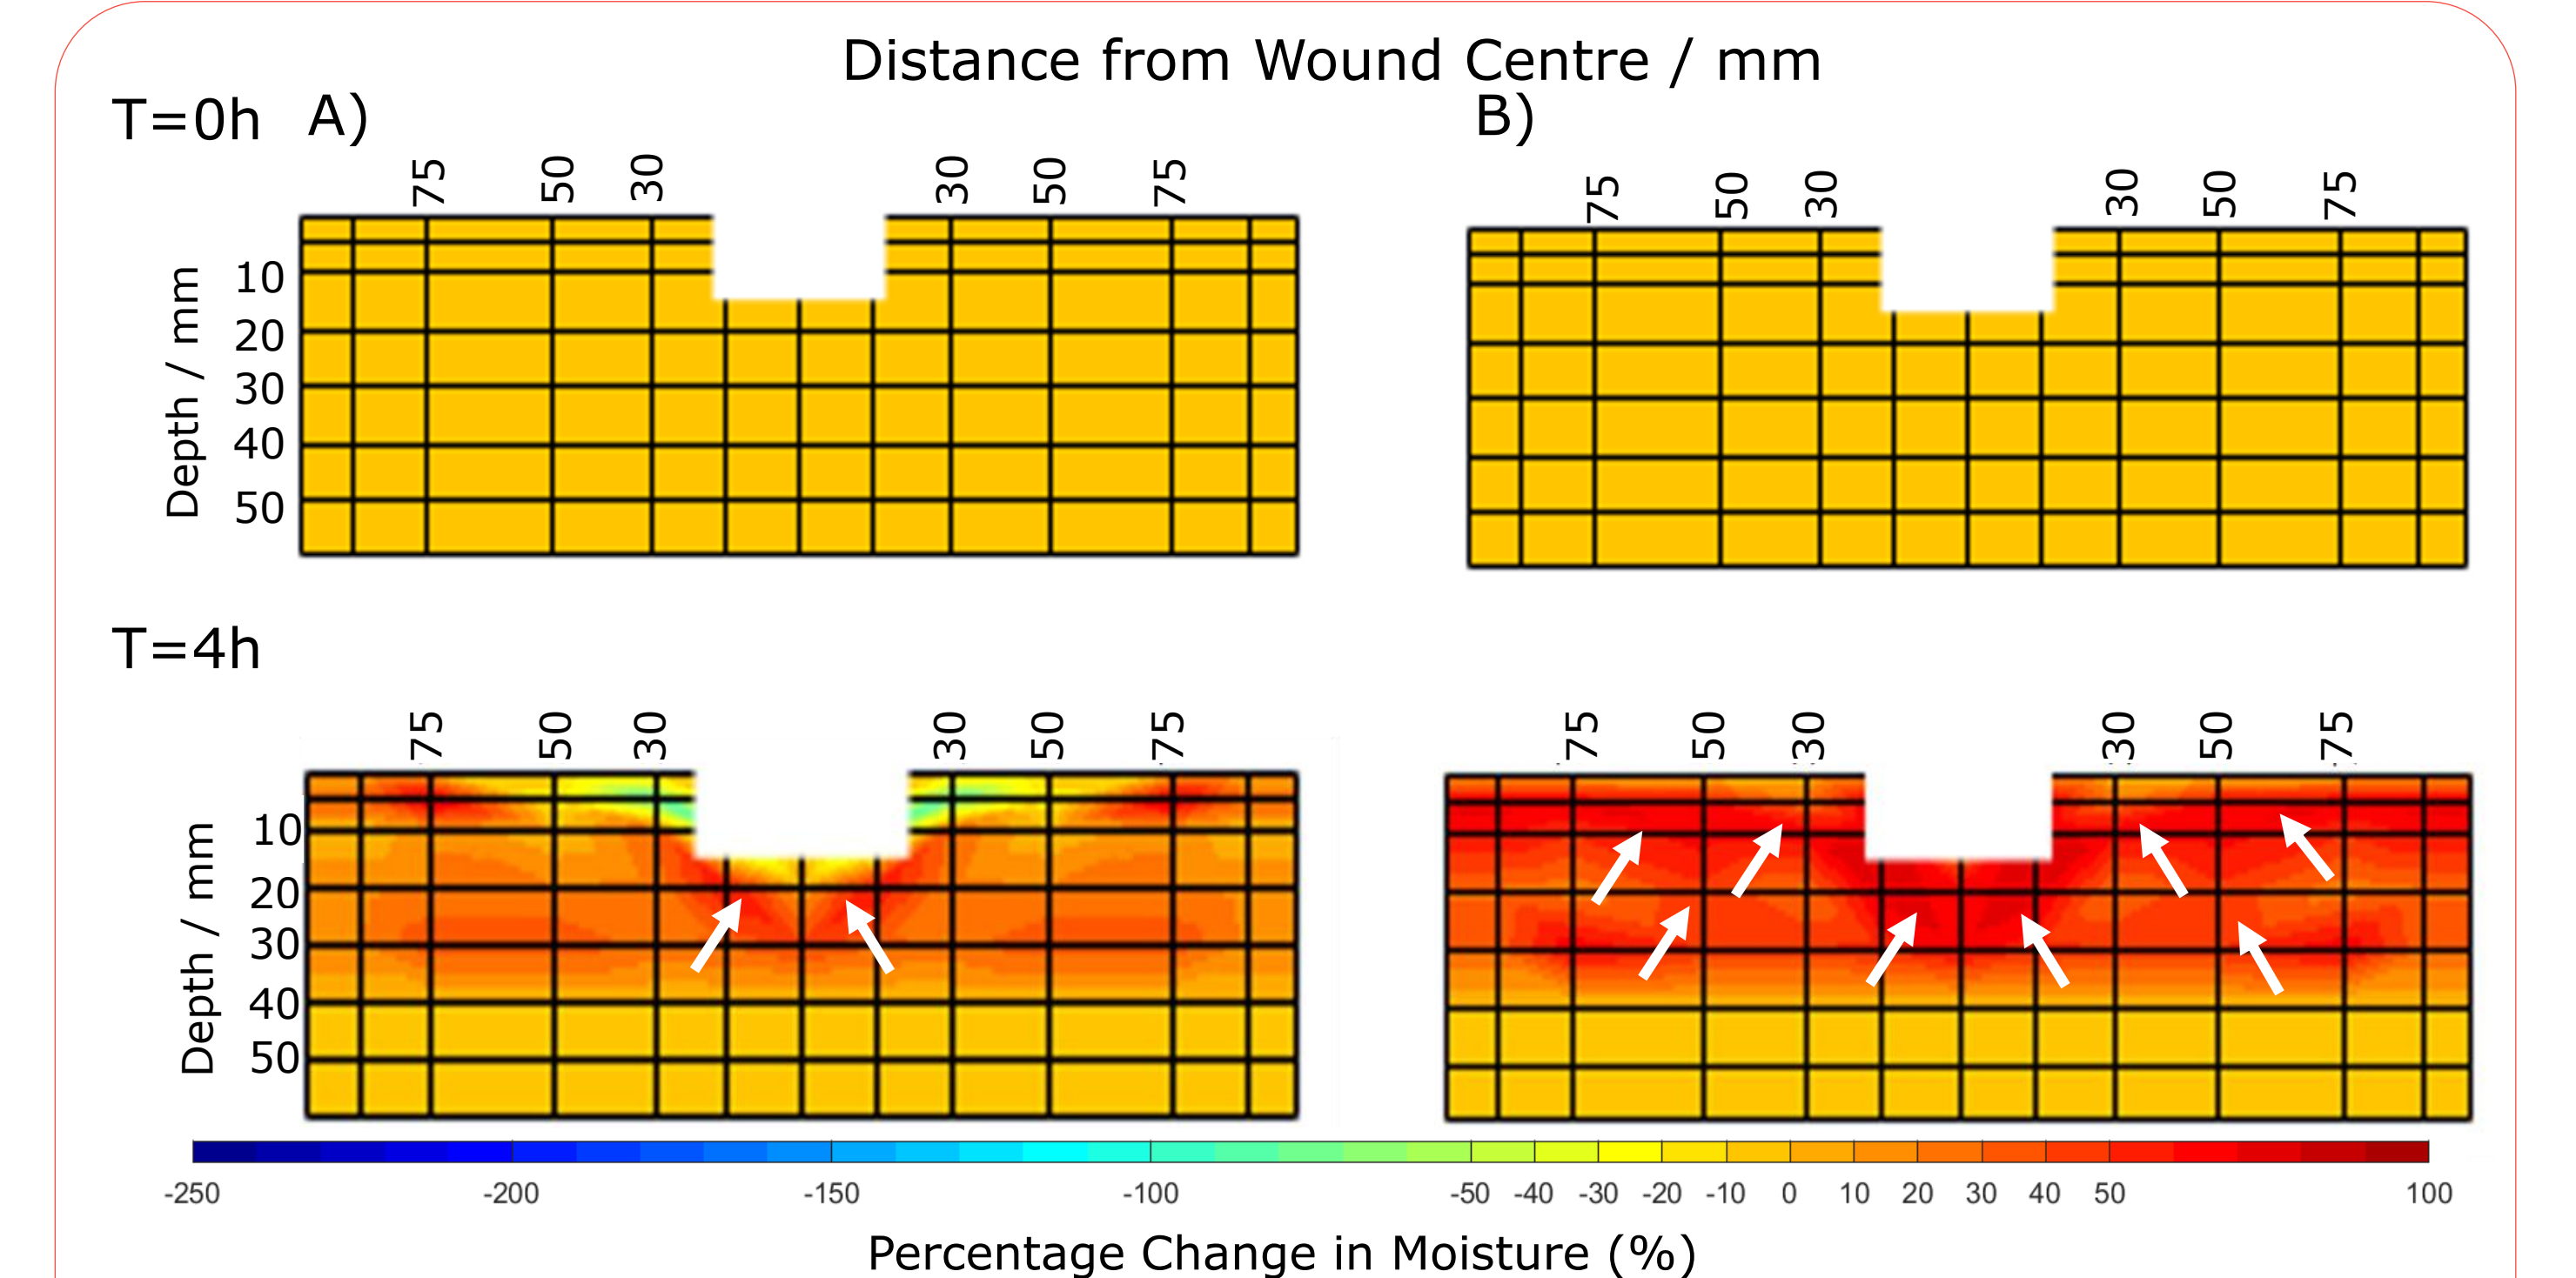 Distance from Wound Centre / mm
T=0h A) B)
75 50 30 30 50 75 75 50 30 30 50 75
Depth / mm
10
20
30
40
50
T=4h
75 50 30 30 50 75 75 50 30 30 50 75
Depth / mm
10
20
30
40
50
-250 -200 -150 -100 -50 -40 -30 -20 -10 0 10 20 30 40 50 100
Percentage Change in Moisture (%)